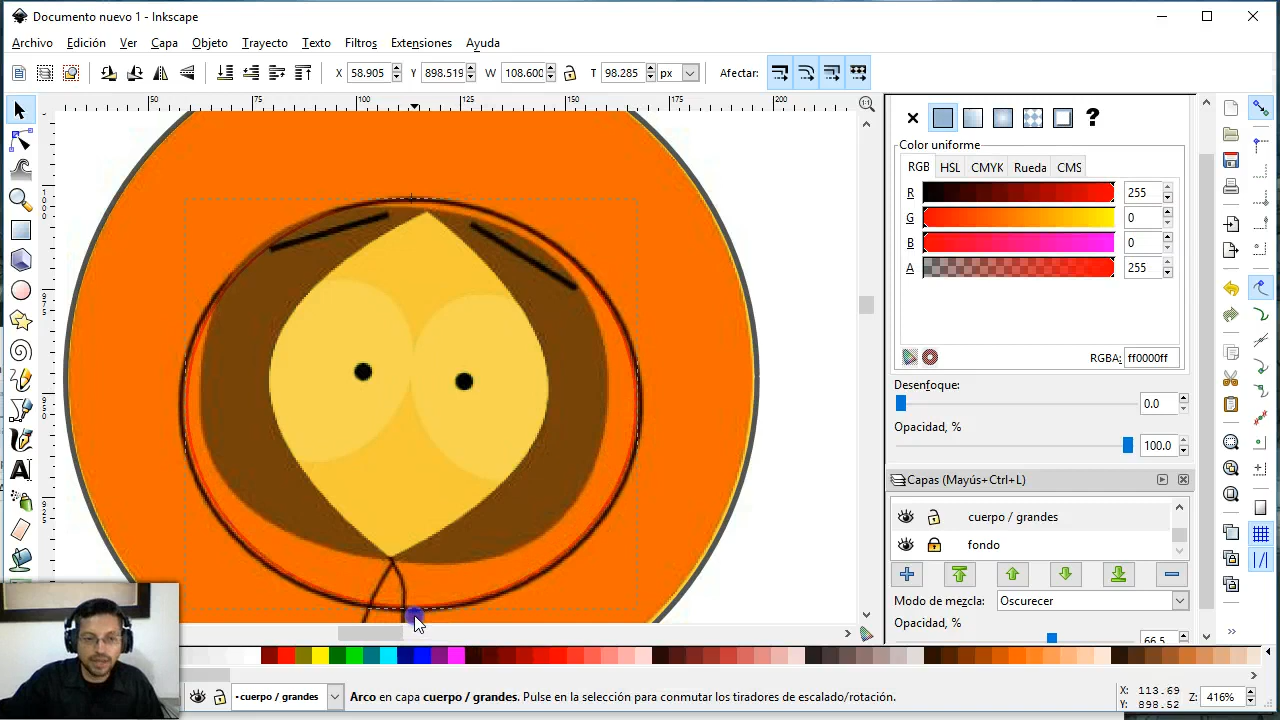 Documento nuevo 1 - Inkscape
Archivo Edición Ver Capa Objeto Trayecto Texto Filtros Extensiones Ayuda
X 58.905 Y 898.519 W 108.600 T 98.285 px Afectar:
50 75 100 125 150 175 200
Color uniforme
RGB HSL CMYK Rueda CMS
R 255
G 0
B 0
A 255
RGBA: ff0000ff
Desenfoque:
0.0
Opacidad, %
100.0
Capas (Mayús+Ctrl+L)
cuerpo / grandes
fondo
Modo de mezcla: Oscurecer
Opacidad, %
66.5
•cuerpo / grandes Arco en capa cuerpo / grandes. Pulse en la selección para conmutar los tiradores de escalado/rotación.
X: 113.69
Y: 898.52
Z: 416%